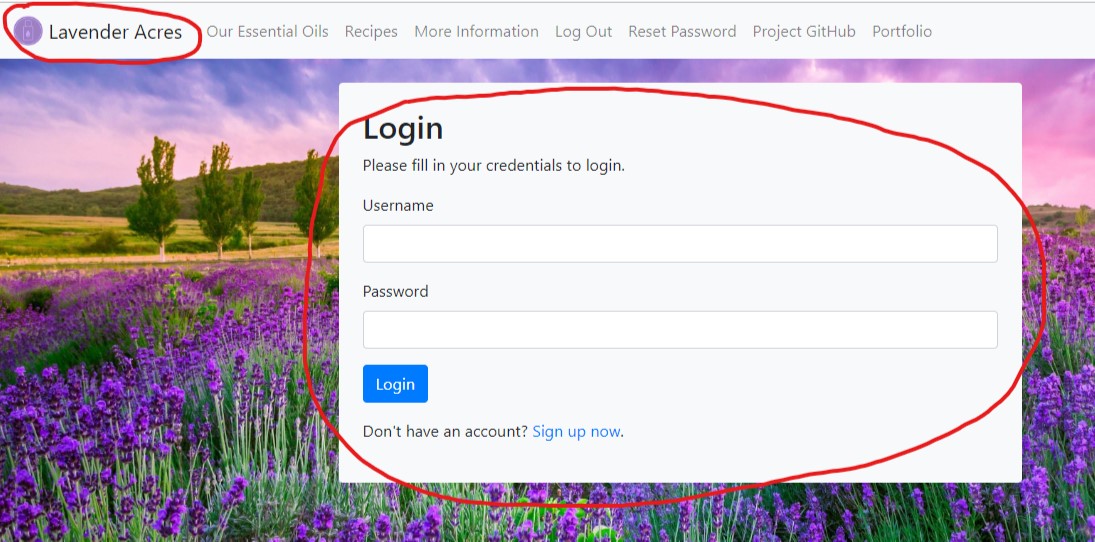 Lavender Acres Our Essential Oils Recipes More Information Log Out Reset Password Project GitHub Portfolio
Login
Please fill in your credentials to login.
Username
Password
Login
Don't have an account? Sign up now.